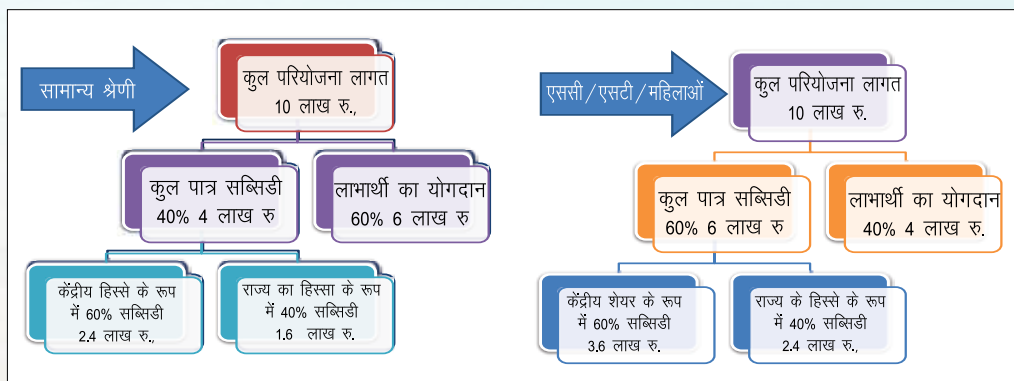 सामान्य श्रेणी
कुल परियोजना लागत
10 लाख रु.,
कुल पात्र सब्सिडी
40% 4 लाख रु
लाभार्थी का योगदान
60% 6 लाख रु
केंद्रीय हिस्से के रूप
में 60% सब्सिडी
2.4 लाख रु.,
राज्य का हिस्सा के रूप
में 40% सब्सिडी
1.6 लाख रु.
एससी/एसटी/महिलाओं
कुल परियोजना लागत
10 लाख रु.
कुल पात्र सब्सिडी
60% 6 लाख रु
लाभार्थी का योगदान
40% 4 लाख रु.
केंद्रीय शेयर के रूप
में 60% सब्सिडी
3.6 लाख रु.
राज्य के हिस्से के रूप
में 40% सब्सिडी
2.4 लाख रु.,